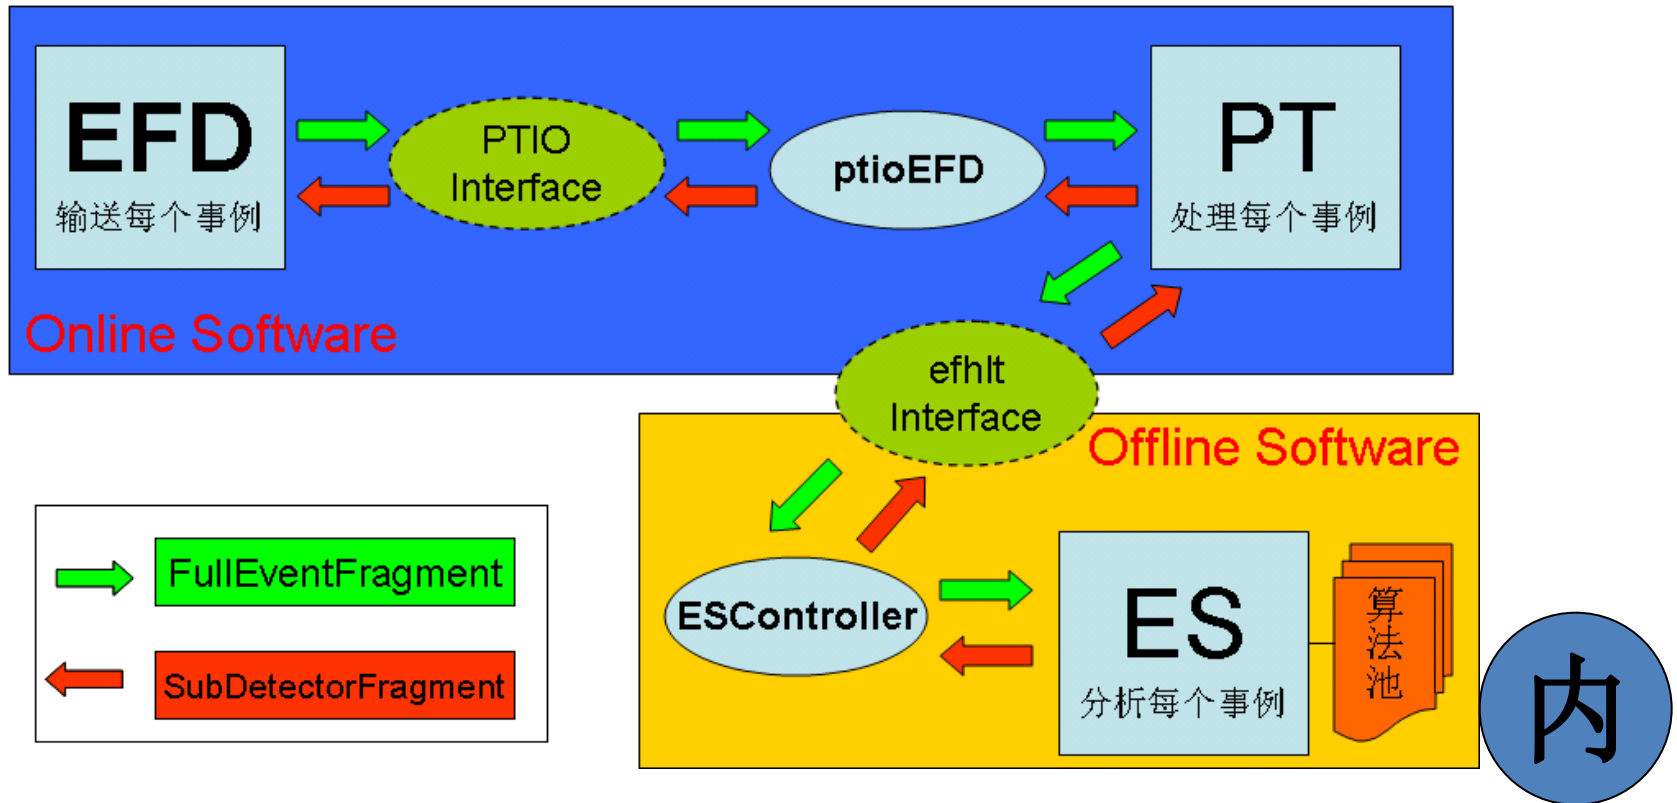 EFD
输送每个事例
PTIO
Interface
ptioEFD
PT
处理每个事例
Online Software
efhlt
Interface
Offline Software
FullEventFragment
SubDetectorFragment
ESController
ES
分析每个事例
算
法
池
内